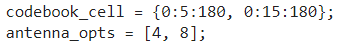 codebook_cell = {0:5:180, 0:15:180};
antenna_opts = [4, 8];